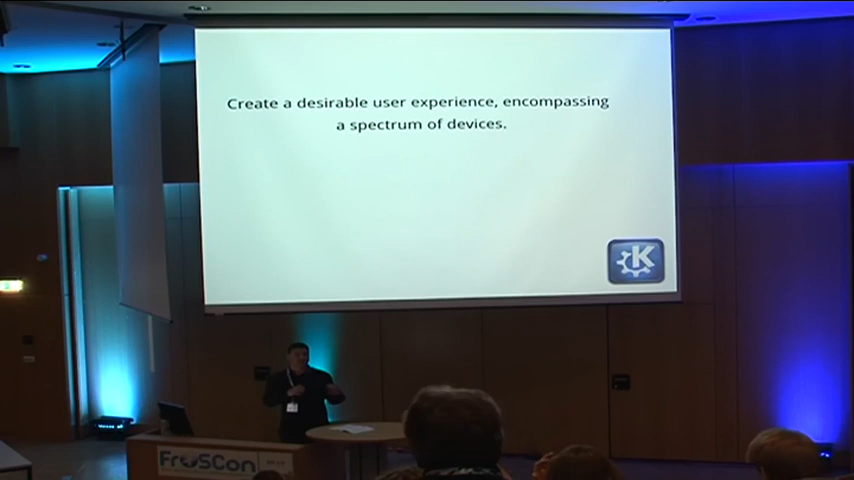 Create a desirable user experience, encompassing
a spectrum of devices.
K
FrOSCon